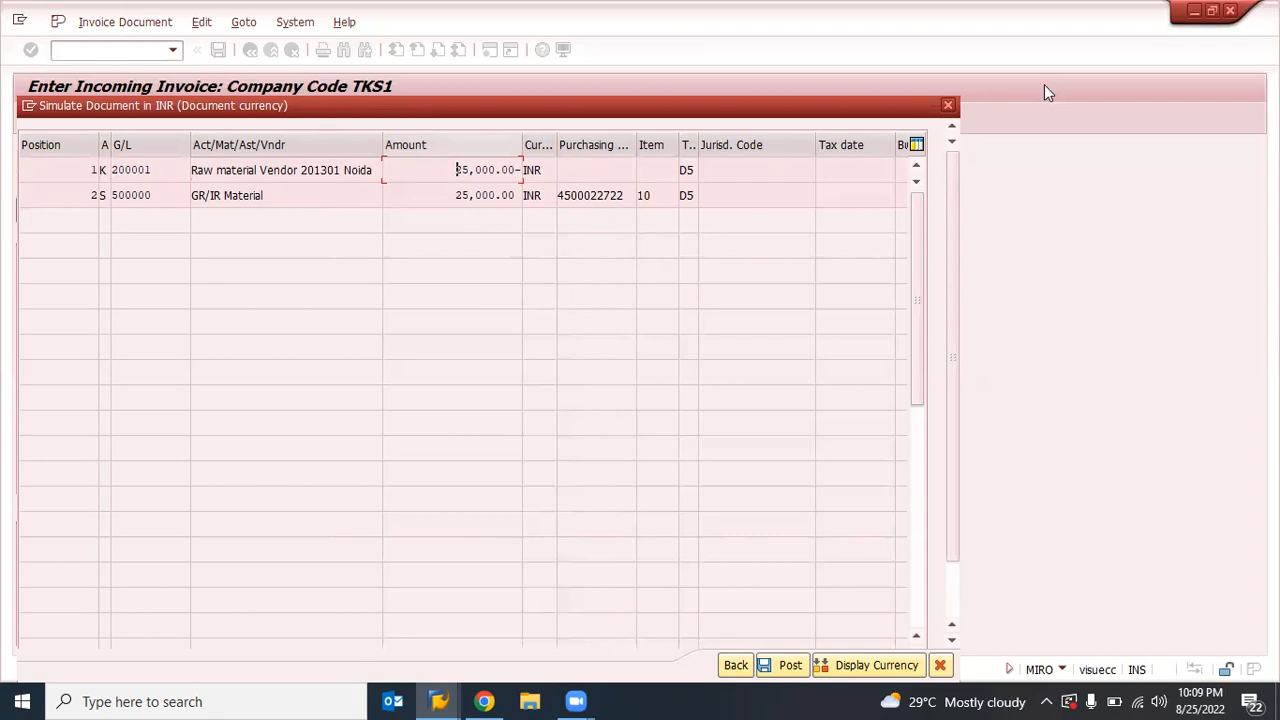 Invoice Document Edit Goto System Help
Enter Incoming Invoice: Company Code TKS1
Simulate Document in INR (Document currency)
Position A G/L Act/Mat/Ast/Vndr Amount Cur... Purchasing ... Item T.. Jurisd. Code Tax date Bu
1 K 200001 Raw material Vendor 201301 Noida 25,000.00- INR D5
2 S 500000 GR/IR Material 25,000.00 INR 4500022722 10 D5
Back Post Display Currency
MIRO visuecc INS
Type here to search
29°C Mostly cloudy
10:09 PM
8/25/2022
22